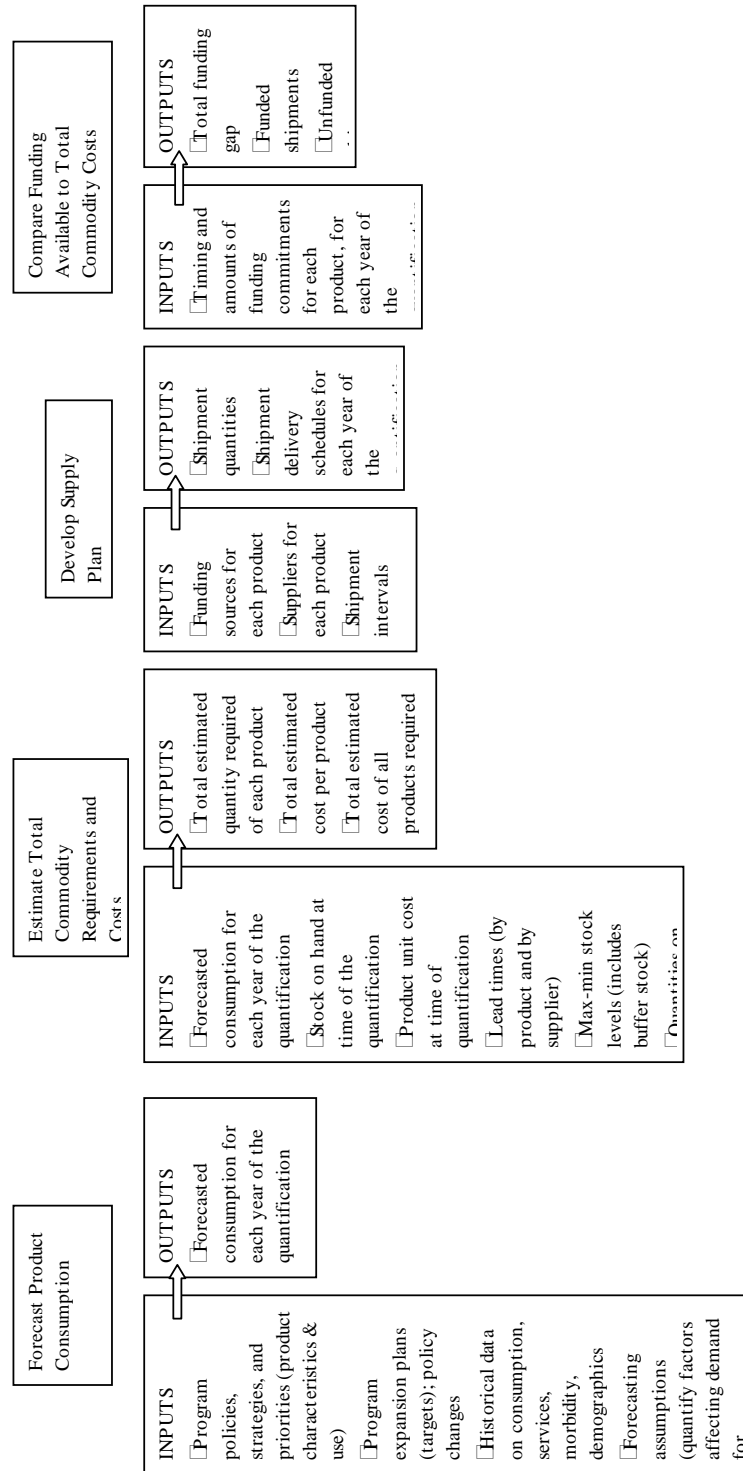 Forecast Product
Consumption
INPUTS
Program
policies,
strategies, and
priorities (product
characteristics &
use)
Program
expansion plans
(targets); policy
changes
Historical data
on consumption,
services,
morbidity,
demographics
Forecasting
assumptions
(quantify factors
affecting demand
for
OUTPUTS
Forecasted
consumption for
each year of the
quantification
Estimate Total
Commodity
Requirements and
Costs
INPUTS
Forecasted
consumption for
each year of the
quantification
Stock on hand at
time of the
quantification
Product unit cost
at time of
quantification
Lead times (by
product and by
supplier)
Max-min stock
levels (includes
buffer stock)
Quantities on
OUTPUTS
Total estimated
quantity required
of each product
Total estimated
cost per product
Total estimated
cost of all
products required
Develop Supply
Plan
INPUTS
Funding
sources for
each product
Suppliers for
each product
Shipment
intervals
OUTPUTS
Shipment
quantities
Shipment
delivery
schedules for
each year of
the
Compare Funding
Available to Total
Commodity Costs
INPUTS
Timing and
amounts of
funding
commitments
for each
product, for
each year of
the
OUTPUTS
Total funding
gap
Funded
shipments
Unfunded